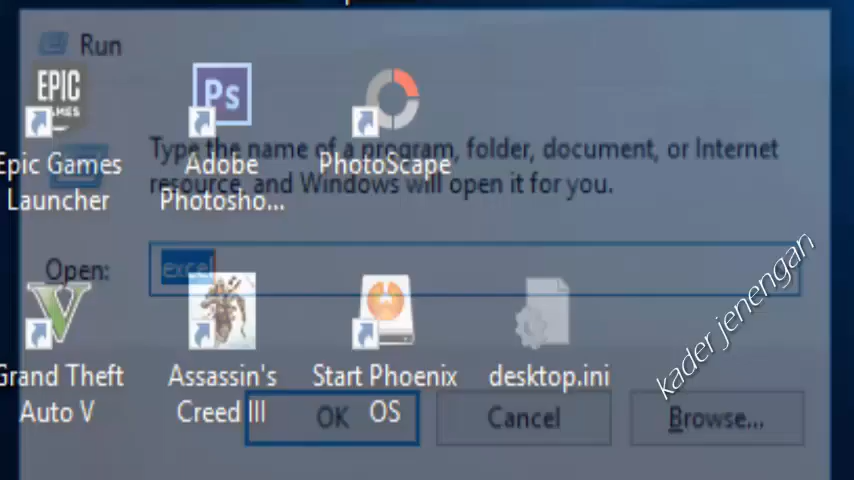 Run
EPIC
GAMES
Ps
Type the name of a program, folder, document, or Internet
resource, and Windows will open it for you.
Epic Games
Launcher
Adobe
Photosho...
PhotoScape
Open:
excel
kader jenengan
Grand Theft
Auto V
Assassin's
Creed III
Start Phoenix
OS
desktop.ini
OK
Cancel
Browse...